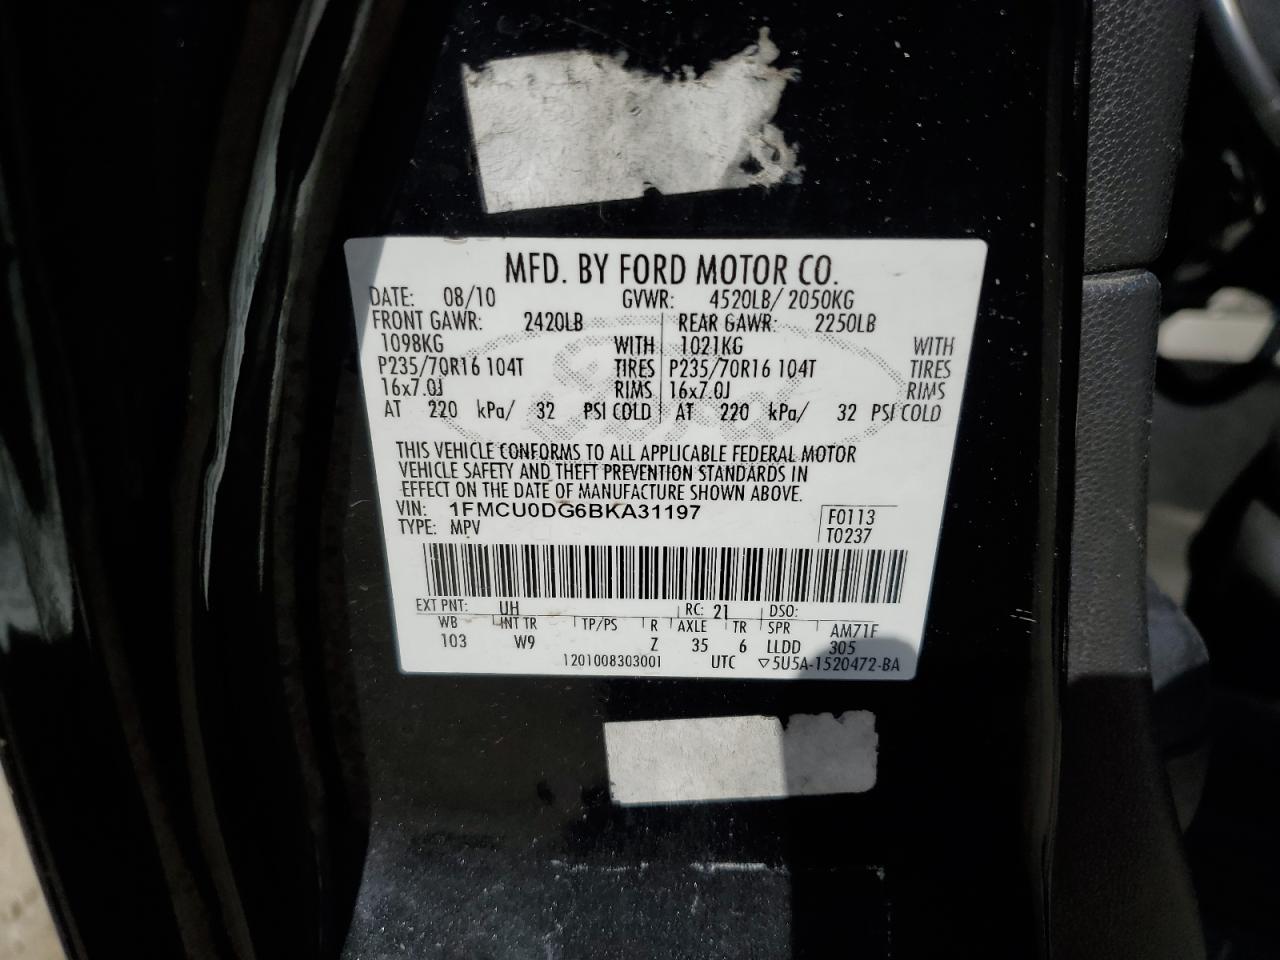 MFD. BY FORD MOTOR CO.
DATE: 08/10 GVWR: 4520LB/ 2050KG
FRONT GAWR: 2420LB REAR GAWR: 2250LB
1098KG WITH 1021KG WITH
P235/70R16 104T TIRES P235/70R16 104T TIRES
16x7.0J RIMS 16x7.0J RIMS
AT 220 kPa/ 32 PSI COLD AT 220 kPa/ 32 PSI COLD
THIS VEHICLE CONFORMS TO ALL APPLICABLE FEDERAL MOTOR
VEHICLE SAFETY AND THEFT PREVENTION STANDARDS IN
EFFECT ON THE DATE OF MANUFACTURE SHOWN ABOVE.
VIN: 1FMCU0DG6BKA31197 F0113
TYPE: MPV T0237
EXT PNT: UH RC: 21 DSO:
WB INT TR TP/PS R AXLE TR SPR AM71F
103 W9 Z 35 6 LLDD 305
1201008303001 UTC ▽5U5A-1520472-BA